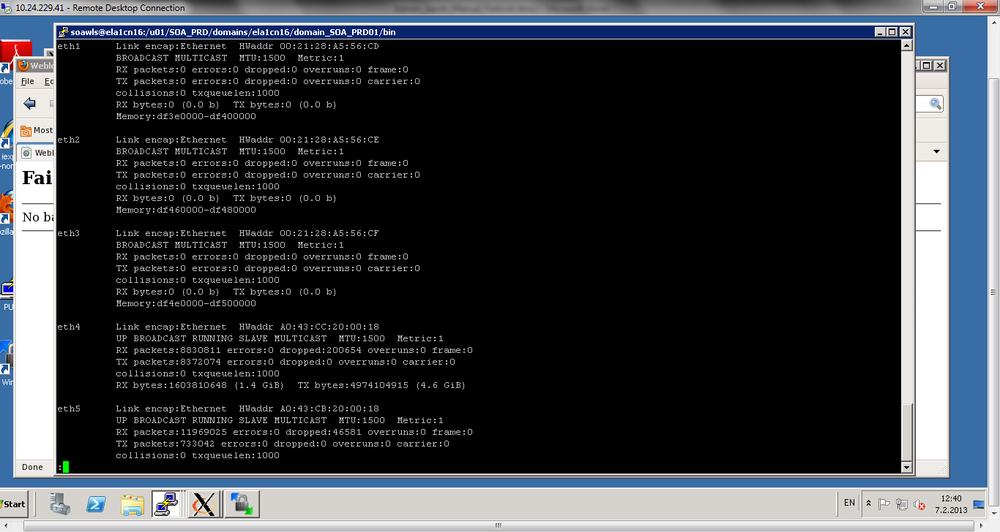 10.24.229.41 - Remote Desktop Connection
soawls@ela1cn16:/u01/SOA_PRD/domains/ela1cn16/domain_SOA_PRD01/bin
eth1 Link encap:Ethernet HWaddr 00:21:28:A5:56:CD
BROADCAST MULTICAST MTU:1500 Metric:1
RX packets:0 errors:0 dropped:0 overruns:0 frame:0
TX packets:0 errors:0 dropped:0 overruns:0 carrier:0
collisions:0 txqueuelen:1000
RX bytes:0 (0.0 b) TX bytes:0 (0.0 b)
Memory:df3e0000-df400000
eth2 Link encap:Ethernet HWaddr 00:21:28:A5:56:CE
BROADCAST MULTICAST MTU:1500 Metric:1
RX packets:0 errors:0 dropped:0 overruns:0 frame:0
TX packets:0 errors:0 dropped:0 overruns:0 carrier:0
collisions:0 txqueuelen:1000
RX bytes:0 (0.0 b) TX bytes:0 (0.0 b)
Memory:df460000-df480000
eth3 Link encap:Ethernet HWaddr 00:21:28:A5:56:CF
BROADCAST MULTICAST MTU:1500 Metric:1
RX packets:0 errors:0 dropped:0 overruns:0 frame:0
TX packets:0 errors:0 dropped:0 overruns:0 carrier:0
collisions:0 txqueuelen:1000
RX bytes:0 (0.0 b) TX bytes:0 (0.0 b)
Memory:df4e0000-df500000
eth4 Link encap:Ethernet HWaddr A0:43:CC:20:00:18
UP BROADCAST RUNNING SLAVE MULTICAST MTU:1500 Metric:1
RX packets:8830811 errors:0 dropped:200654 overruns:0 frame:0
TX packets:8372074 errors:0 dropped:0 overruns:0 carrier:0
collisions:0 txqueuelen:1000
RX bytes:1603810648 (1.4 GiB) TX bytes:4974104915 (4.6 GiB)
eth5 Link encap:Ethernet HWaddr A0:43:CB:20:00:18
UP BROADCAST RUNNING SLAVE MULTICAST MTU:1500 Metric:1
RX packets:11969025 errors:0 dropped:46581 overruns:0 frame:0
TX packets:733042 errors:0 dropped:0 overruns:0 carrier:0
collisions:0 txqueuelen:1000
:
Weblo
File Ed
Most
Webl
Fai
No ba
Done
obe
iexp
-nor
ozilla
PU
Win
Start
EN
12:40
7.2.2013